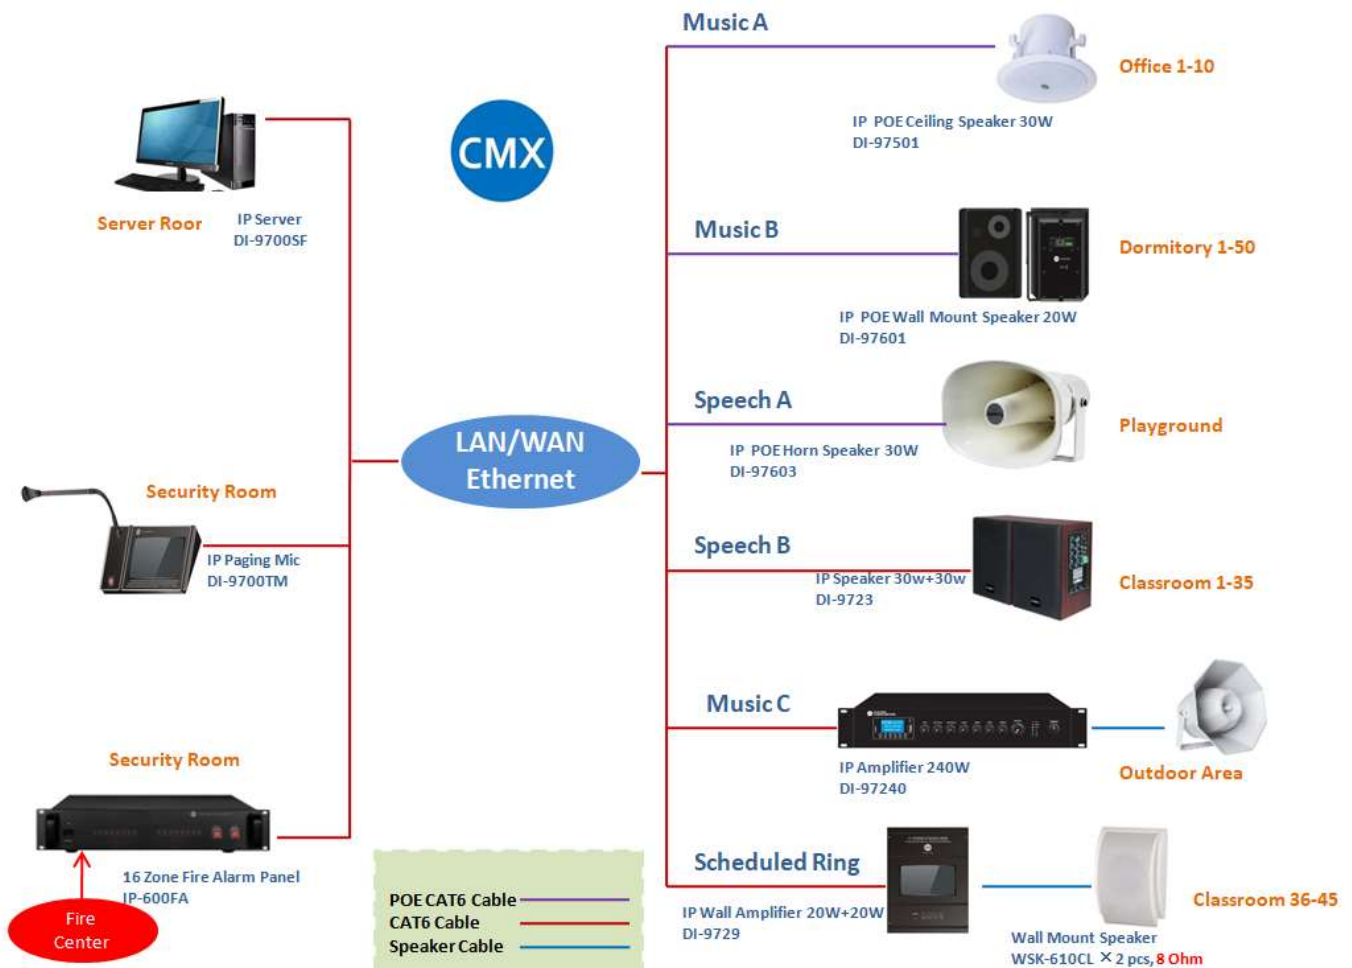 Music A
Office 1-10
IP POE Ceiling Speaker 30W
DI-97501
CMX
Server Roor
IP Server
DI-9700SF
Music B
Dormitory 1-50
IP POE Wall Mount Speaker 20W
DI-97601
Speech A
Playground
IP POE Horn Speaker 30W
DI-97603
LAN/WAN
Ethernet
Security Room
IP Paging Mic
DI-9700TM
Speech B
IP Speaker 30w+30w
DI-9723
Classroom 1-35
Music C
IP Amplifier 240W
DI-97240
Outdoor Area
Security Room
16 Zone Fire Alarm Panel
IP-600FA
Fire
Center
POE CAT6 Cable
CAT6 Cable
Speaker Cable
Scheduled Ring
IP Wall Amplifier 20W+20W
DI-9729
Classroom 36-45
Wall Mount Speaker
WSK-610CL × 2 pcs, 8 Ohm